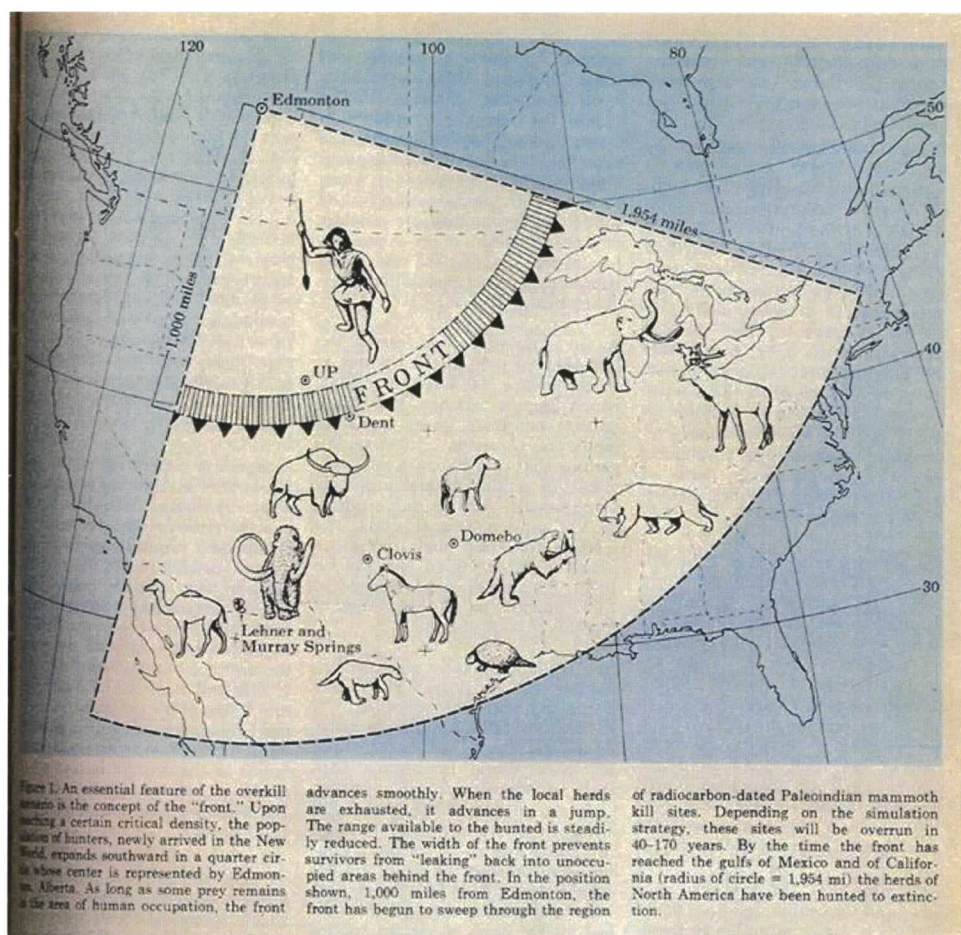 120
100
80
Edmonton
50
1,954 miles
1,000 miles
40
UP
FRONT
Dent
Domebo
Clovis
30
Lehner and
Murray Springs
Figure 1. An essential feature of the overkill
scenario is the concept of the "front." Upon
a certain critical density, the pop-
of hunters, newly arrived in the New
World, expands southward in a quarter cir-
whose center is represented by Edmon-
Alberta. As long as some prey remains
the area of human occupation, the front
advances smoothly. When the local herds
are exhausted, it advances in a jump.
The range available to the hunted is steadi-
ly reduced. The width of the front prevents
survivors from "leaking" back into unoccu-
pied areas behind the front. In the position
shown, 1,000 miles from Edmonton, the
front has begun to sweep through the region
of radiocarbon-dated Paleoindian mammoth
kill sites. Depending on the simulation
strategy, these sites will be overrun in
40–170 years. By the time the front has
reached the gulfs of Mexico and of Califor-
nia (radius of circle = 1,954 mi) the herds of
North America have been hunted to extinc-
tion.